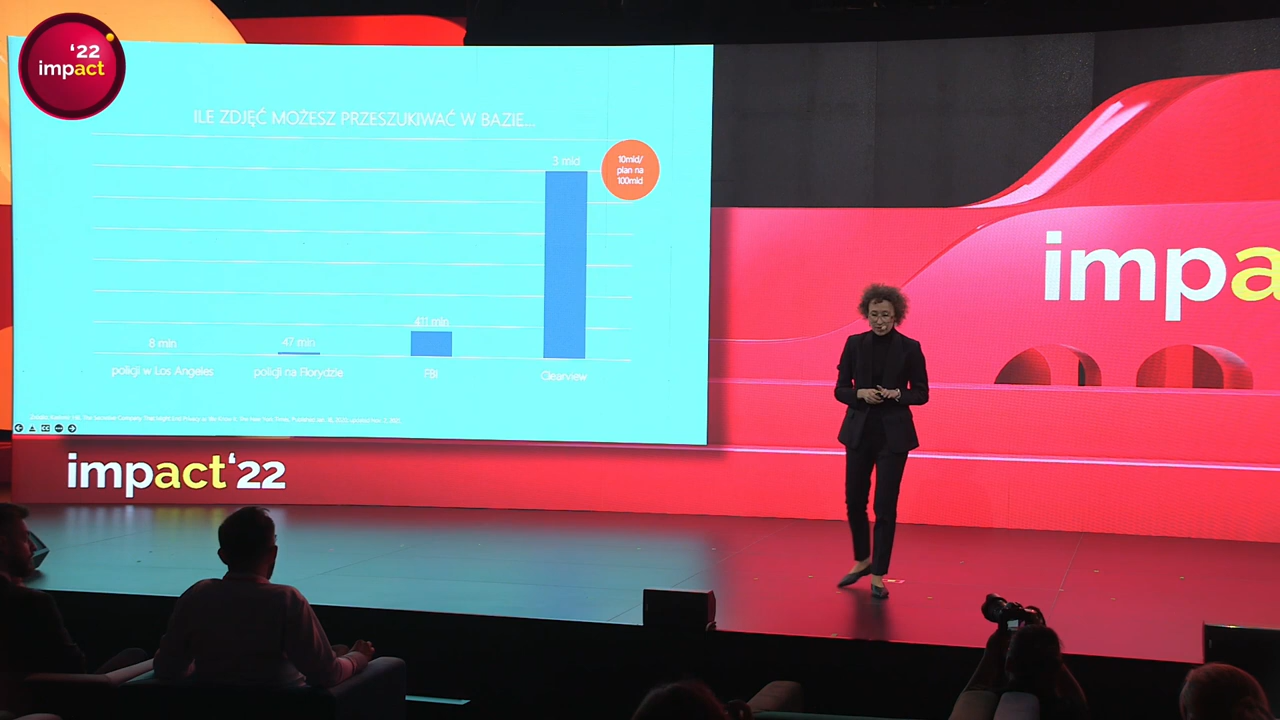 ‘22
impact
ILE ZDJĘĆ MOŻESZ PRZESZUKIWAĆ W BAZIE...
3 mld
10mld/
plan na
100mld
411 mln
47 mln
8 mln
policji w Los Angeles
policji na Florydzie
FBI
Clearview
impa
impact‘22